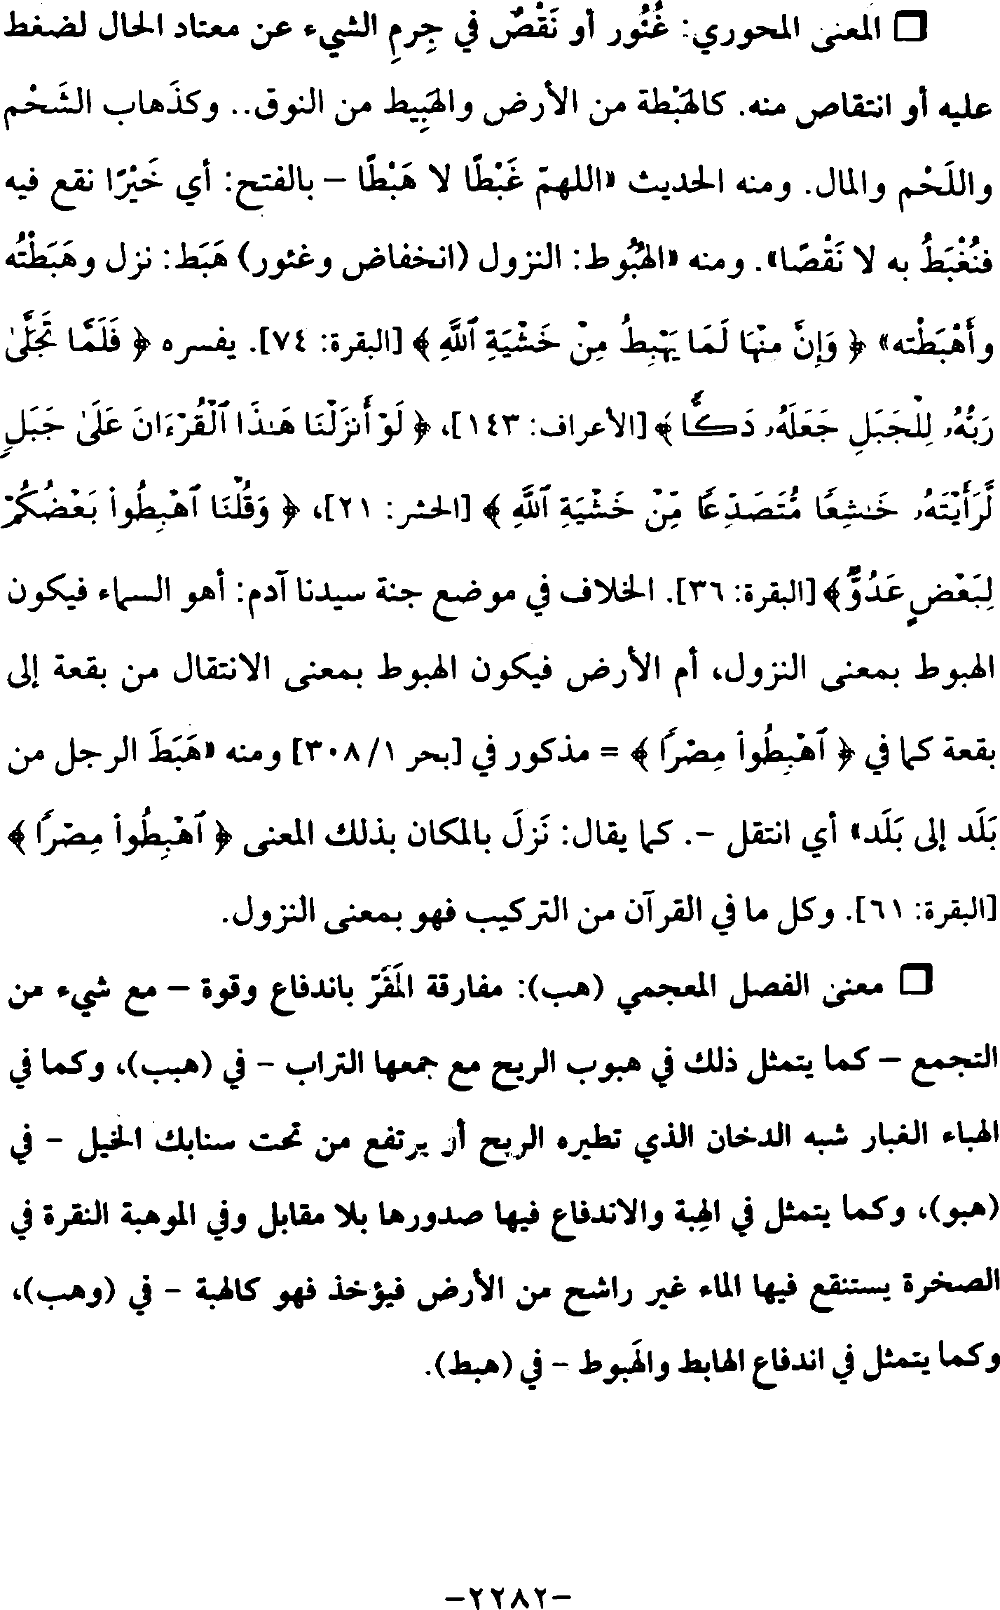 □ المعنى المحوري: غُئُور أو نَقْصٌ في جِرمِ الشيء عن معتاد الحال لضغط
عليه أو انتقاص منه. كالهَبْطة من الأرض والهَبِيط من النوق.. وكذَهاب الشَحْم
واللَحْم والمال. ومنه الحديث «اللهمّ غَبْطًا لا هَبْطًا – بالفتح: أي خَيْرًا نقع فيه
فنُغْبَطُ به لا نَقْصًا». ومنه «الهُبُوط: النزول (انخفاض وغئور) هَبَط: نزل وهَبَطْتُه
وأَهْبَطْته» ﴿ وَإِنَّ مِنْهَا لَمَا يَهْبِطُ مِنْ خَشْيَةِ ٱللَّهِ ﴾ [البقرة: ٧٤]. يفسره ﴿ فَلَمَّا تَجَلَّىٰ
رَبُّهُۥ لِلْجَبَلِ جَعَلَهُۥ دَكًّا ﴾ [الأعراف: ١٤٣]، ﴿ لَوْ أَنزَلْنَا هَـٰذَا ٱلْقُرْءَانَ عَلَىٰ جَبَلٍ
لَّرَأَيْتَهُۥ خَـٰشِعًا مُّتَصَدِّعًا مِّنْ خَشْيَةِ ٱللَّهِ ﴾ [الحشر: ٢١]، ﴿ وَقُلْنَا ٱهْبِطُوا۟ بَعْضُكُمْ
لِبَعْضٍ عَدُوٌّ ﴾ [البقرة: ٣٦]. الخلاف في موضع جنة سيدنا آدم: أهو السماء فيكون
الهبوط بمعنى النزول، أم الأرض فيكون الهبوط بمعنى الانتقال من بقعة إلى
بقعة كما في ﴿ ٱهْبِطُوا۟ مِصْرًا ﴾ = مذكور في [بحر ١/ ٣٠٨] ومنه «هَبَطَ الرجل من
بَلَد إلى بَلَد» أي انتقل –. كما يقال: نَزلَ بالمكان بذلك المعنى ﴿ ٱهْبِطُوا۟ مِصْرًا ﴾
[البقرة: ٦١]. وكل ما في القرآن من التركيب فهو بمعنى النزول.
□ معنى الفصل المعجمي (هب): مفارقة المَقَرّ باندفاع وقوة – مع شيء من
التجمع – كما يتمثل ذلك في هبوب الريح مع جمعها التراب – في (هبب)، وكما في
الهباء الغبار شبه الدخان الذي تطيره الريح أو يرتفع من تحت سنابك الخيل – في
(هبو)، وكما يتمثل في الهِبة والاندفاع فيها صدورها بلا مقابل وفي الموهبة النقرة في
الصخرة يستنقع فيها الماء غير راشح من الأرض فيؤخذ فهو كالهبة – في (وهب)،
وكما يتمثل في اندفاع الهابط والهَبوط – في (هبط).
–٢٢٨٢–